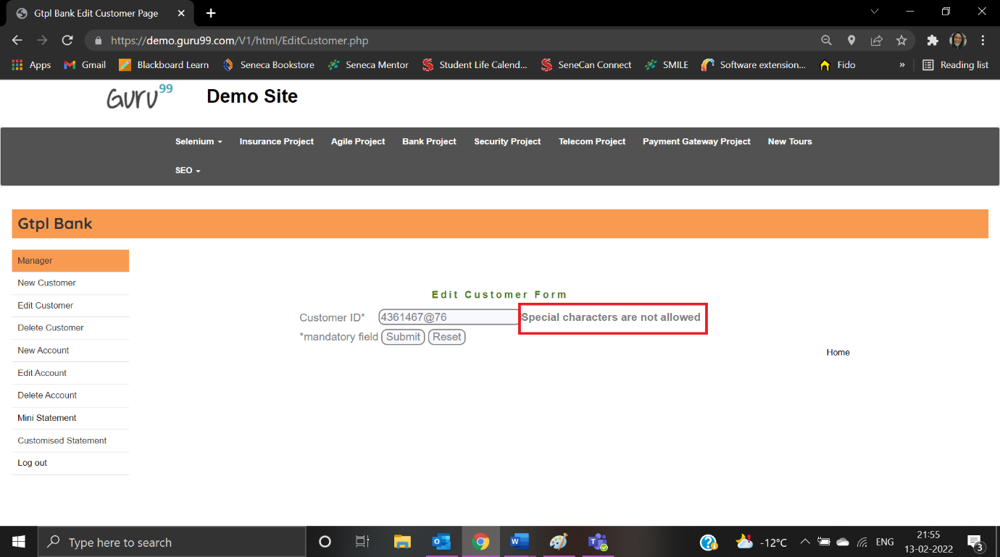 Gtpl Bank Edit Customer Page
https://demo.guru99.com/V1/html/EditCustomer.php
Apps Gmail Blackboard Learn Seneca Bookstore Seneca Mentor Student Life Calend... SeneCan Connect SMILE Software extension... Fido » Reading list
Guru99 Demo Site
Selenium Insurance Project Agile Project Bank Project Security Project Telecom Project Payment Gateway Project New Tours
SEO
Gtpl Bank
Manager
New Customer
Edit Customer
Delete Customer
New Account
Edit Account
Delete Account
Mini Statement
Customised Statement
Log out
Edit Customer Form
Customer ID* 4361467@76 Special characters are not allowed
*mandatory field Submit Reset
Home
Type here to search
-12°C ENG
21:55
13-02-2022
3